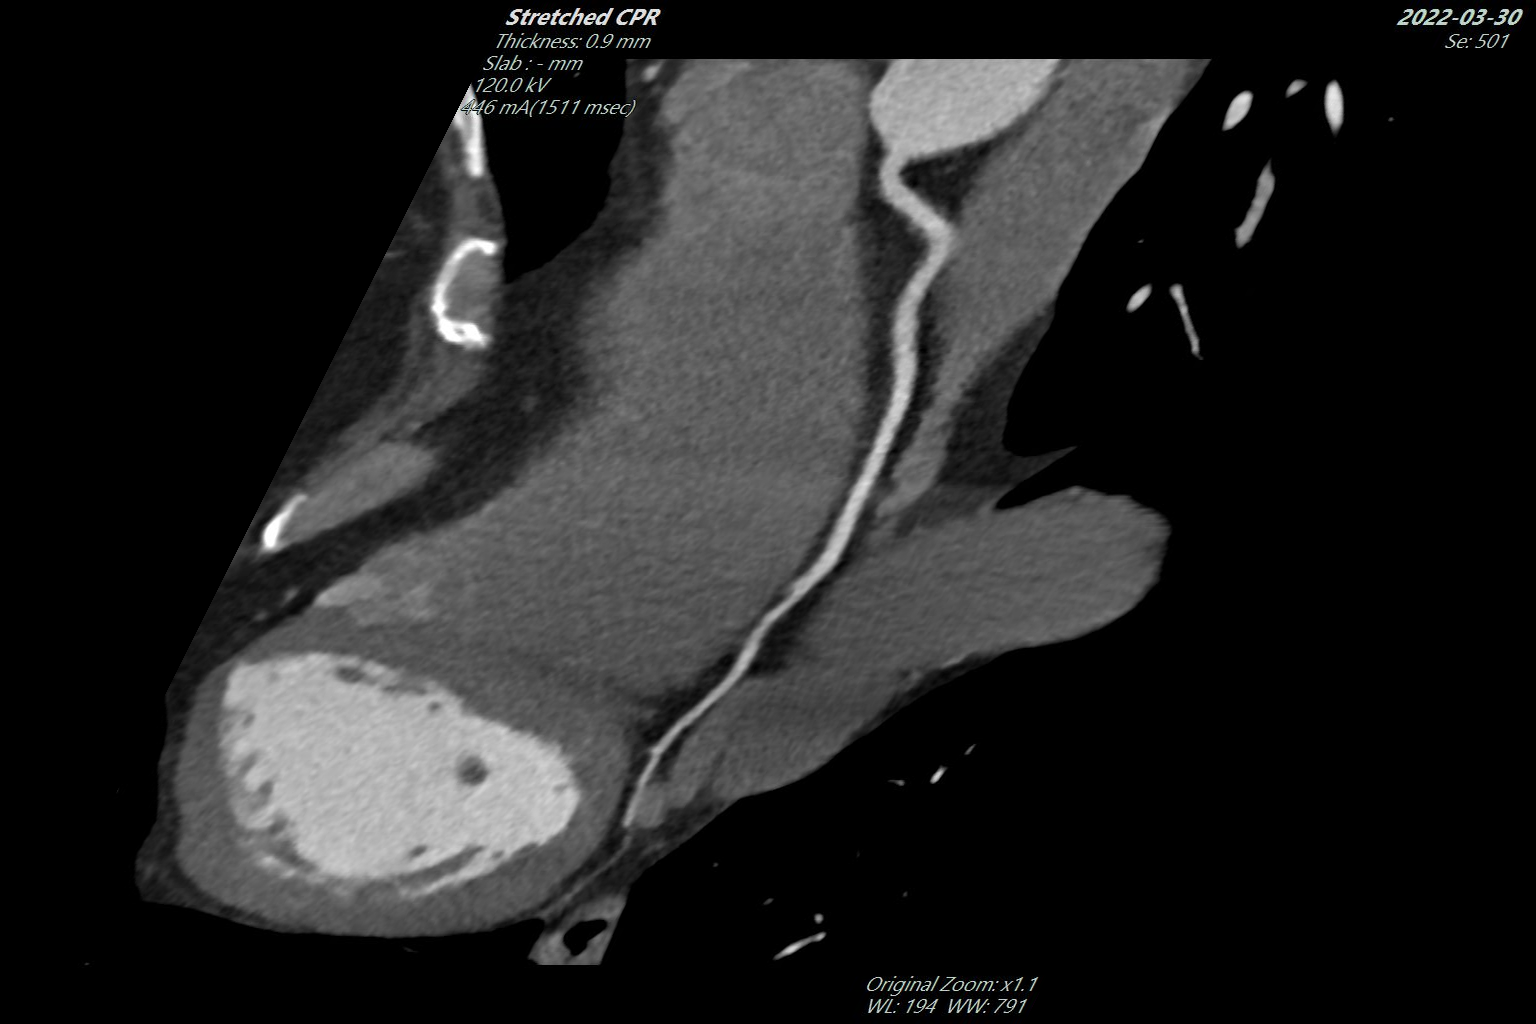 Stretched CPR
Thickness: 0.9 mm
Slab : - mm
120.0 kV
446 mA(1511 msec)
2022-03-30
Se: 501
Original Zoom: x1.1
WL: 194 WW: 791